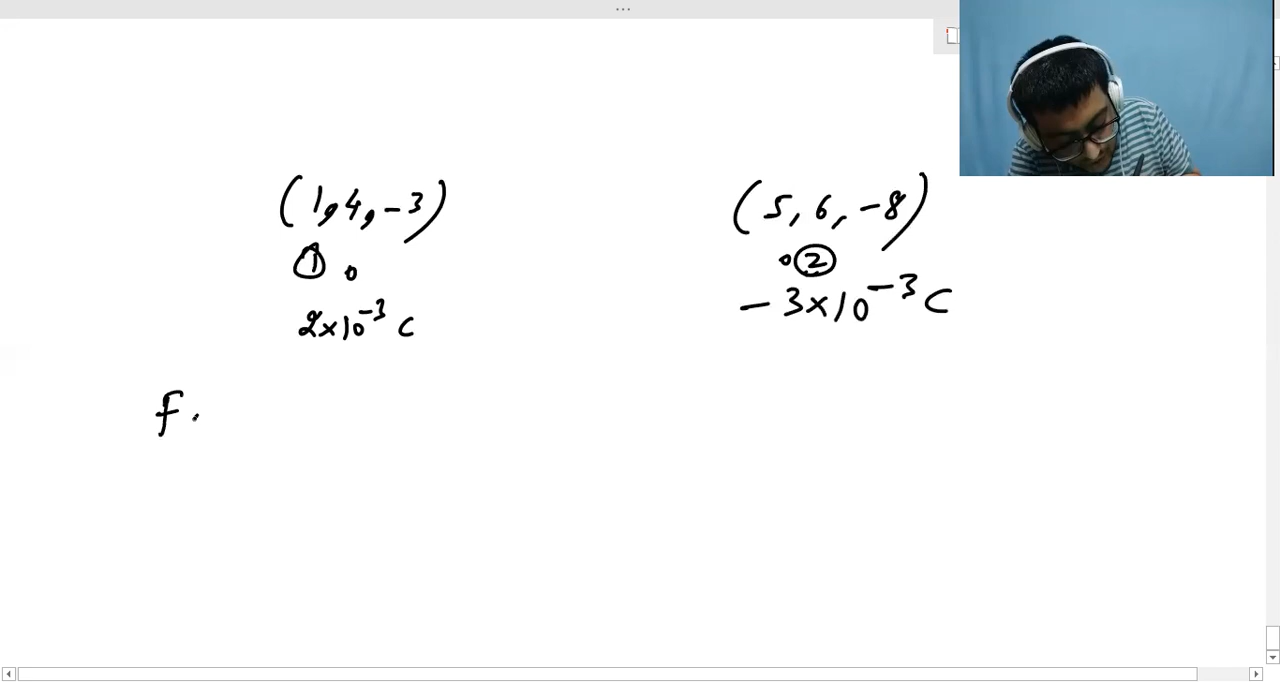 (1, 4, -3) (5, 6, -8)
① ②
2×10⁻³ C -3×10⁻³ C
F